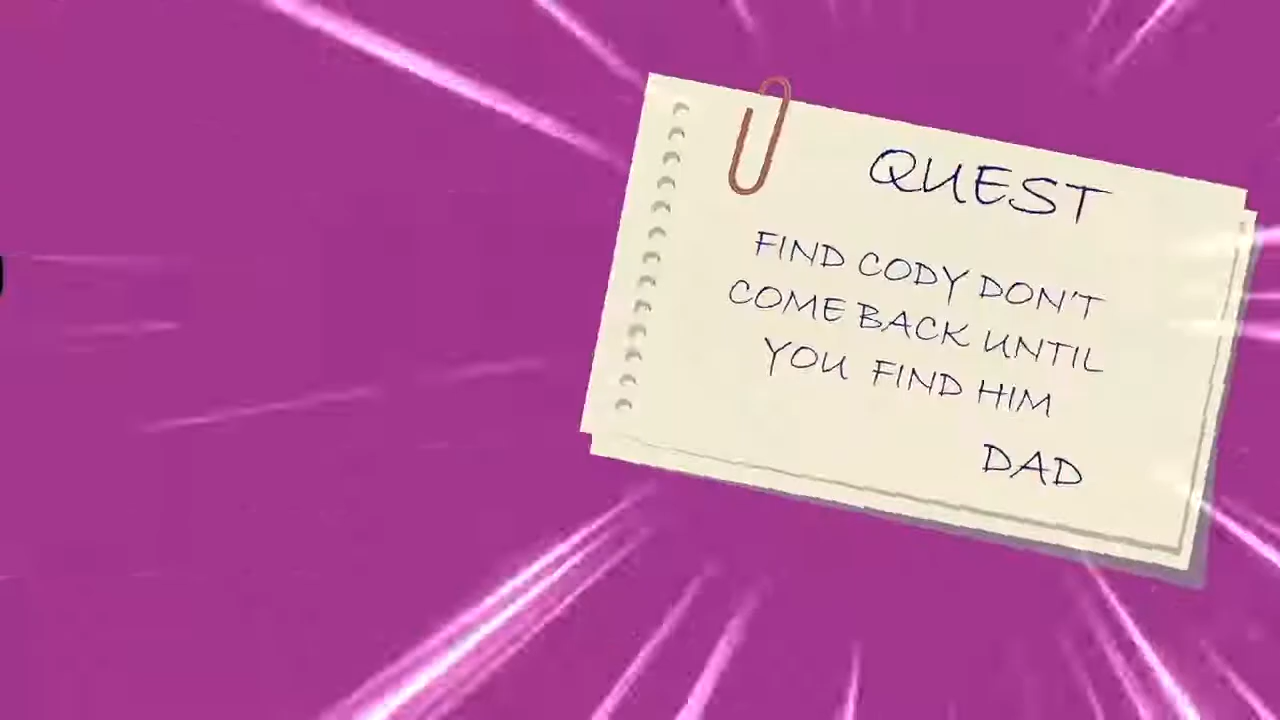 QUEST
FIND CODY DON'T
COME BACK UNTIL
YOU FIND HIM
DAD